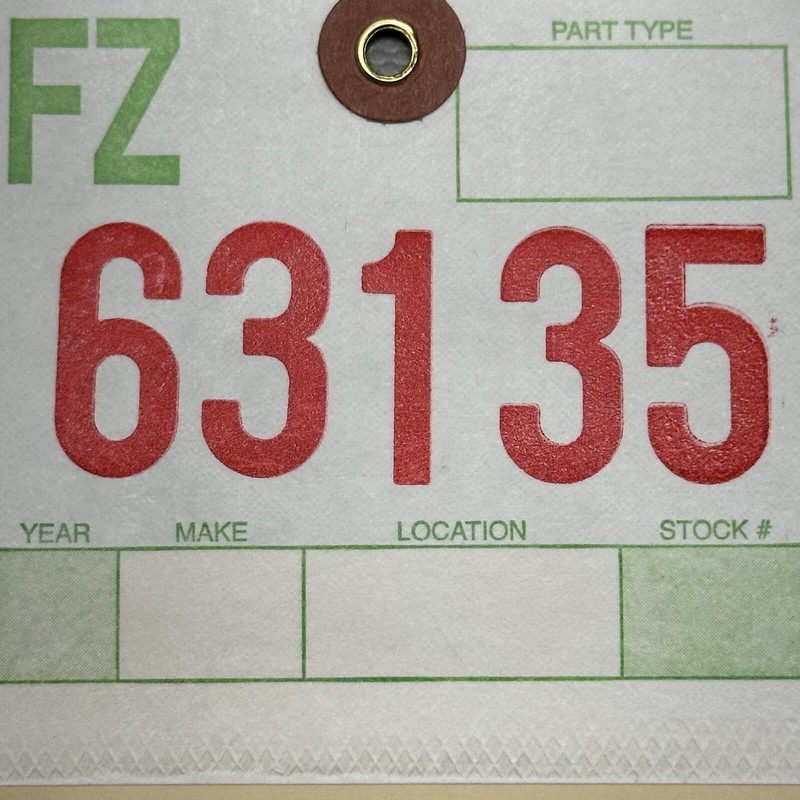 FZ
PART TYPE
63135
YEAR MAKE LOCATION STOCK #